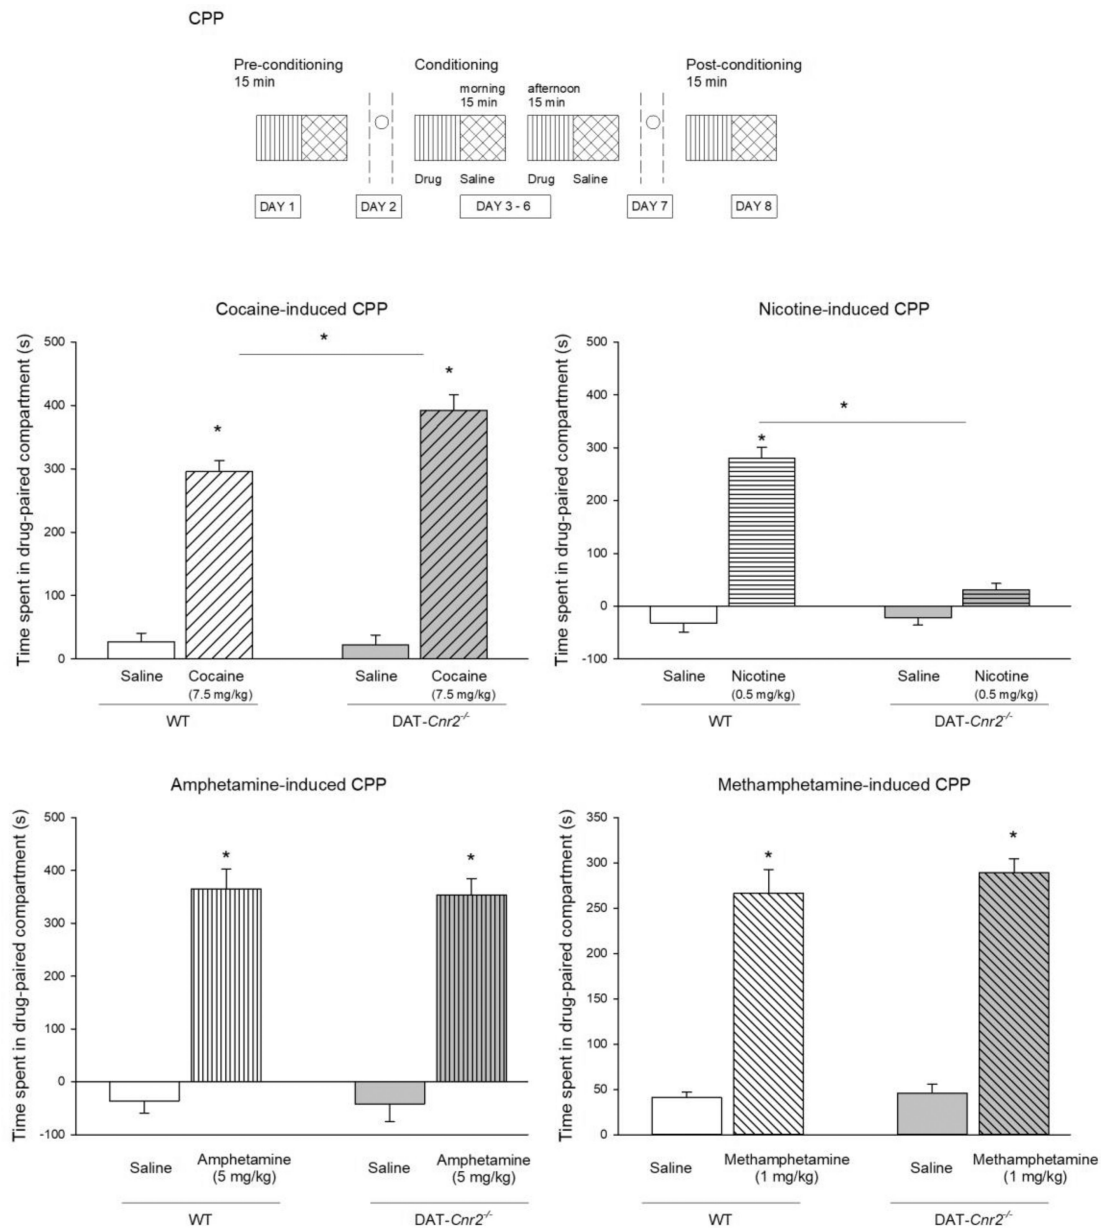 CPP
Pre-conditioning
15 min
Conditioning
morning
15 min
afternoon
15 min
Post-conditioning
15 min
Drug Saline Drug Saline
DAY 1 DAY 2 DAY 3 - 6 DAY 7 DAY 8
Cocaine-induced CPP
Time spent in drug-paired compartment (s)
500
400
300
200
100
0
*
*
*
Saline Cocaine Saline Cocaine
(7.5 mg/kg) (7.5 mg/kg)
WT DAT-Cnr2-/-
Nicotine-induced CPP
Time spent in drug-paired compartment (s)
500
400
300
200
100
0
-100
*
*
Saline Nicotine Saline Nicotine
(0.5 mg/kg) (0.5 mg/kg)
WT DAT-Cnr2-/-
Amphetamine-induced CPP
Time spent in drug-paired compartment (s)
500
400
300
200
100
0
-100
*
*
Saline Amphetamine Saline Amphetamine
(5 mg/kg) (5 mg/kg)
WT DAT-Cnr2-/-
Methamphetamine-induced CPP
Time spent in drug-paired compartment (s)
350
300
250
200
150
100
50
0
*
*
Saline Methamphetamine Saline Methamphetamine
(1 mg/kg) (1 mg/kg)
WT DAT-Cnr2-/-